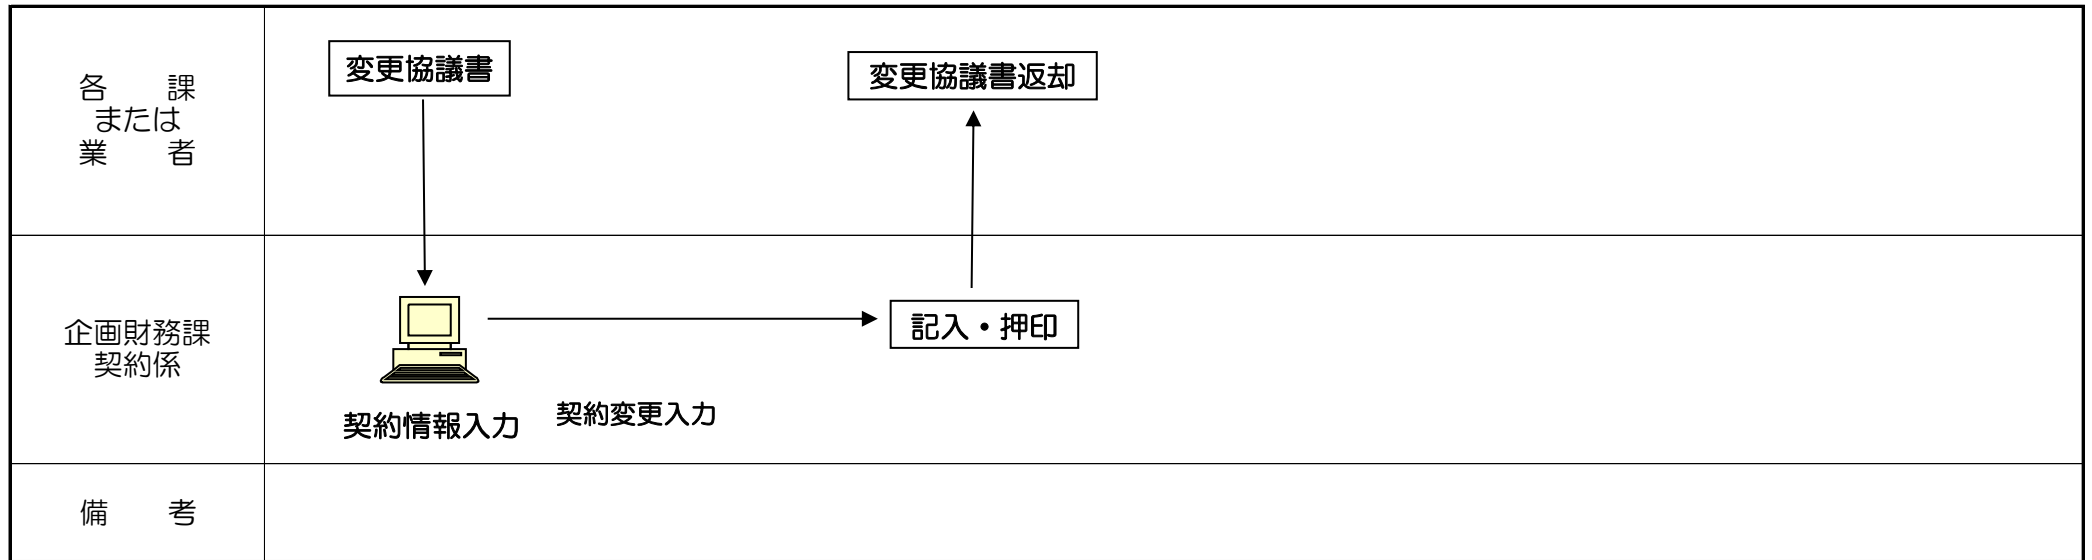 各　　課
または
業　　者
変更協議書
変更協議書返却
企画財務課
契約係
記入・押印
契約情報入力
契約変更入力
備　　考